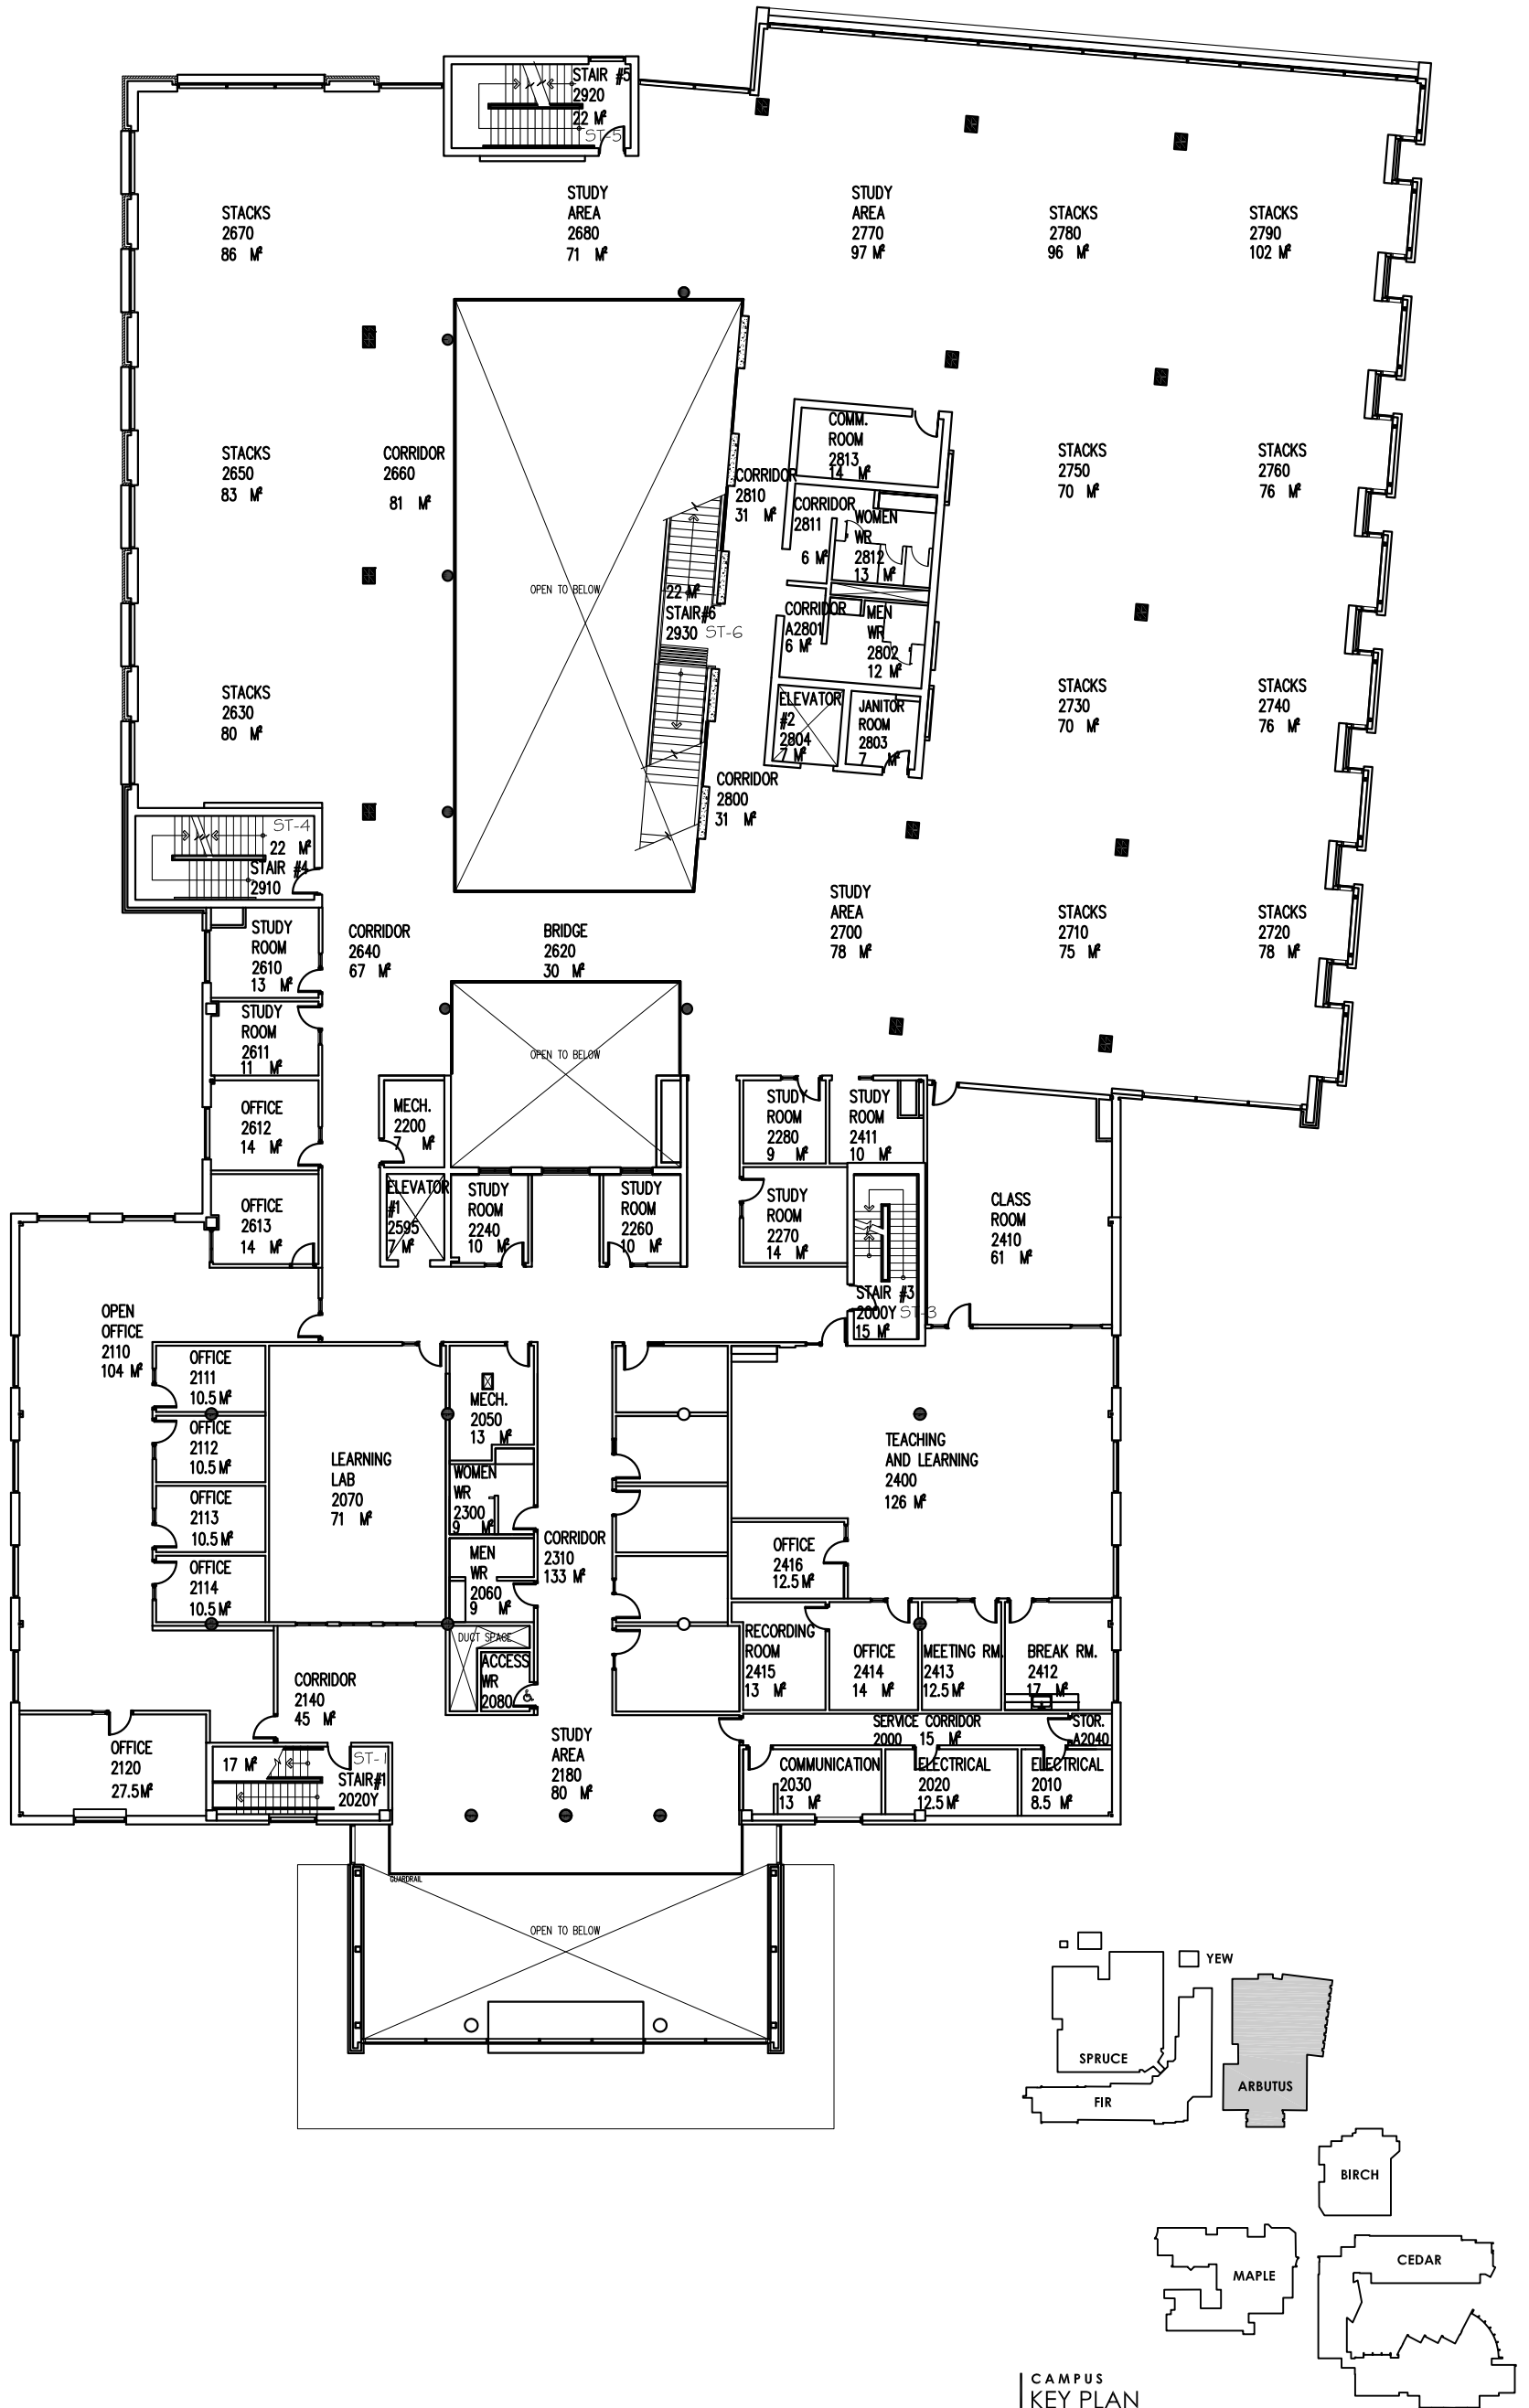 STAIR #5
2920
22 M²
ST-5
STACKS
2670
86 M²
STUDY
AREA
2680
71 M²
STUDY
AREA
2770
97 M²
STACKS
2780
96 M²
STACKS
2790
102 M²
STACKS
2650
83 M²
CORRIDOR
2660
81 M²
OPEN TO BELOW
CORRIDOR
2810
31 M²
COMM.
ROOM
2813
14 M²
CORRIDOR
2811
6 M²
WOMEN
WR
2812
13 M²
STACKS
2750
70 M²
STACKS
2760
76 M²
22 M²
STAIR#6
2930 ST-6
CORRIDOR
A2801
6 M²
MEN
WR
2802
12 M²
STACKS
2630
80 M²
ELEVATOR
#2
2804
7 M²
JANITOR
ROOM
2803
7 M²
STACKS
2730
70 M²
STACKS
2740
76 M²
CORRIDOR
2800
31 M²
ST-4
22 M²
STAIR #4
2910
STUDY
AREA
2700
78 M²
STACKS
2710
75 M²
STACKS
2720
78 M²
STUDY
ROOM
2610
13 M²
CORRIDOR
2640
67 M²
BRIDGE
2620
30 M²
STUDY
ROOM
2611
11 M²
OPEN TO BELOW
OFFICE
2612
14 M²
MECH.
2200
7 M²
STUDY
ROOM
2280
9 M²
STUDY
ROOM
2411
10 M²
OFFICE
2613
14 M²
ELEVATOR
#1
2595
7 M²
STUDY
ROOM
2240
10 M²
STUDY
ROOM
2260
10 M²
STUDY
ROOM
2270
14 M²
CLASS
ROOM
2410
61 M²
STAIR #3
2000Y ST-3
15 M²
OPEN
OFFICE
2110
104 M²
OFFICE
2111
10.5 M²
OFFICE
2112
10.5 M²
OFFICE
2113
10.5 M²
OFFICE
2114
10.5 M²
LEARNING
LAB
2070
71 M²
MECH.
2050
13 M²
WOMEN
WR
2300
9 M²
MEN
WR
2060
9 M²
CORRIDOR
2310
133 M²
TEACHING
AND LEARNING
2400
126 M²
OFFICE
2416
12.5 M²
DUCT SPACE
ACCESS
WR
2080
RECORDING
ROOM
2415
13 M²
OFFICE
2414
14 M²
MEETING RM.
2413
12.5 M²
BREAK RM.
2412
17 M²
CORRIDOR
2140
45 M²
SERVICE CORRIDOR
2000 15 M²
STOR.
A2040
OFFICE
2120
27.5 M²
17 M²
ST-1
STAIR#1
2020Y
STUDY
AREA
2180
80 M²
COMMUNICATION
2030
13 M²
ELECTRICAL
2020
12.5 M²
ELECTRICAL
2010
8.5 M²
GUARDRAIL
OPEN TO BELOW
YEW
SPRUCE
ARBUTUS
FIR
BIRCH
CEDAR
MAPLE
CAMPUS
KEY PLAN